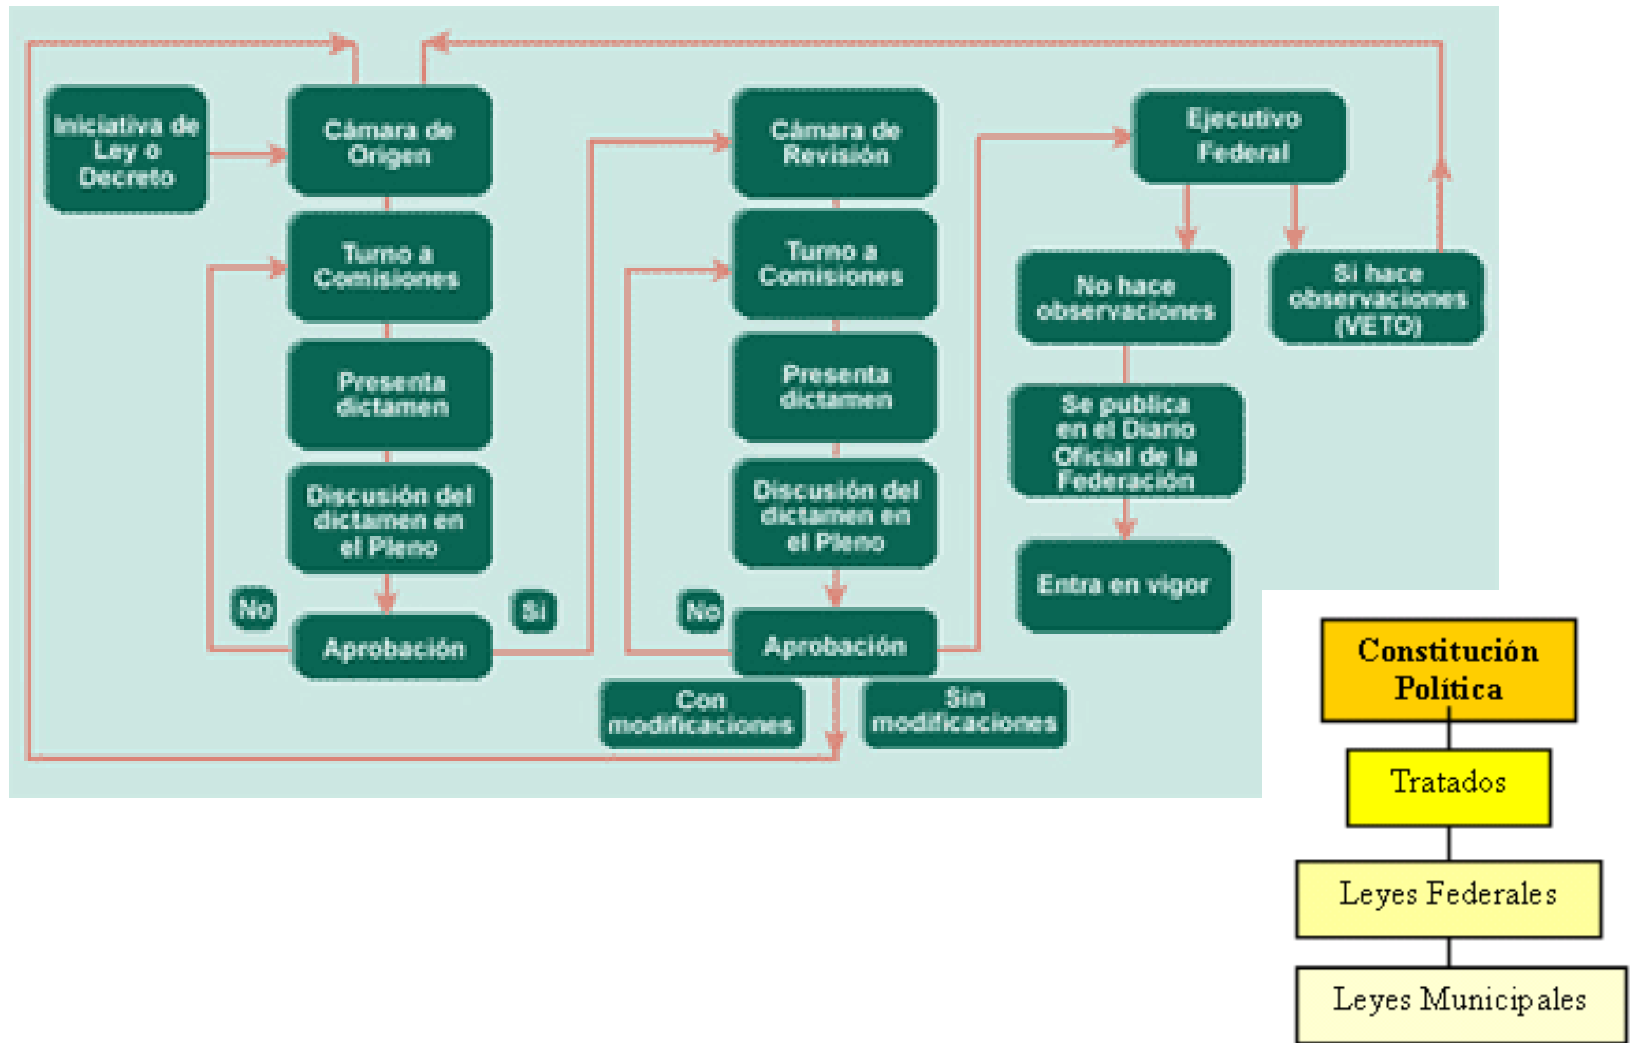 Iniciativa de
Ley o
Decreto
Cámara de
Origen
Turno a
Comisiones
Presenta
dictamen
Discusión del
dictamen en
el Pleno
No
Si
Aprobación
Cámara de
Revisión
Turno a
Comisiones
Presenta
dictamen
Discusión del
dictamen en
el Pleno
No
Aprobación
Con
modificaciones
Sin
modificaciones
Ejecutivo
Federal
No hace
observaciones
Si hace
observaciones
(VETO)
Se publica
en el Diario
Oficial de la
Federación
Entra en vigor
Constitución
Política
Tratados
Leyes Federales
Leyes Municipales